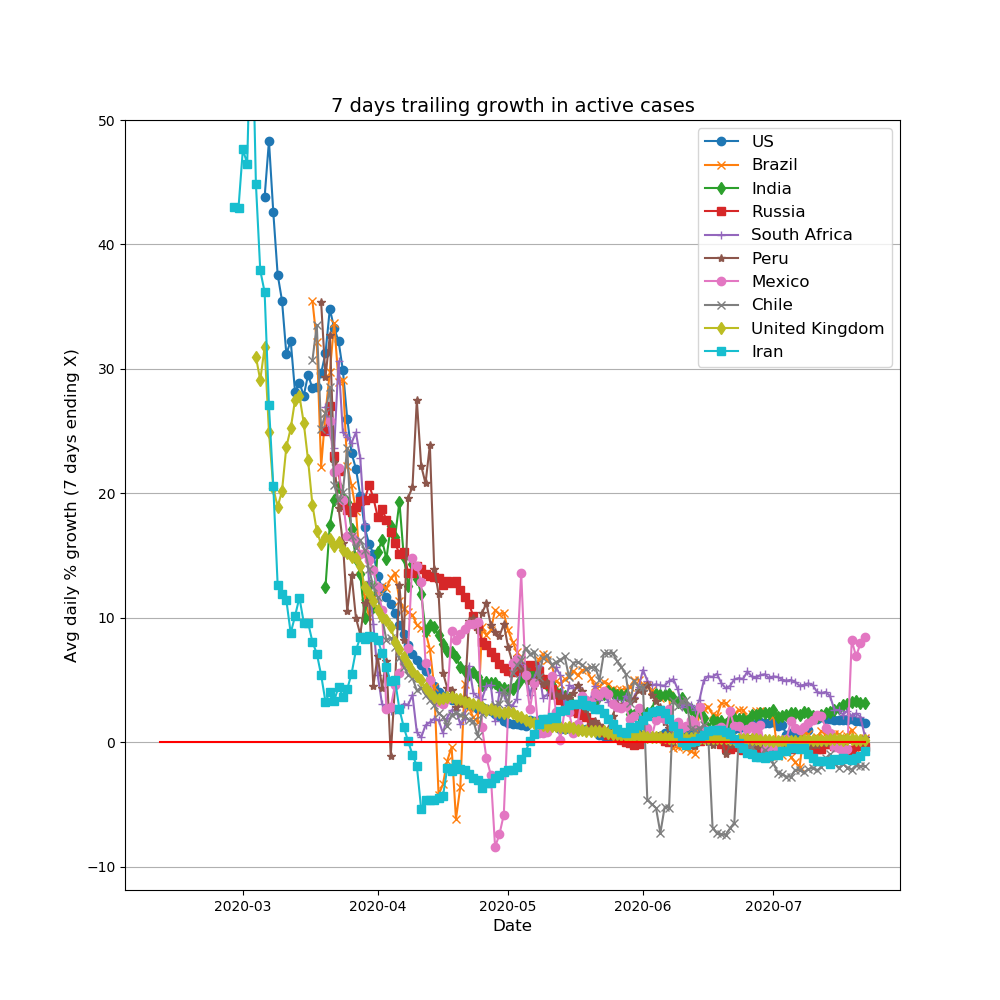 7 days trailing growth in active cases
50
40
30
20
10
0
−10
Avg daily % growth (7 days ending X)
US
Brazil
India
Russia
South Africa
Peru
Mexico
Chile
United Kingdom
Iran
2020-03
2020-04
2020-05
2020-06
2020-07
Date